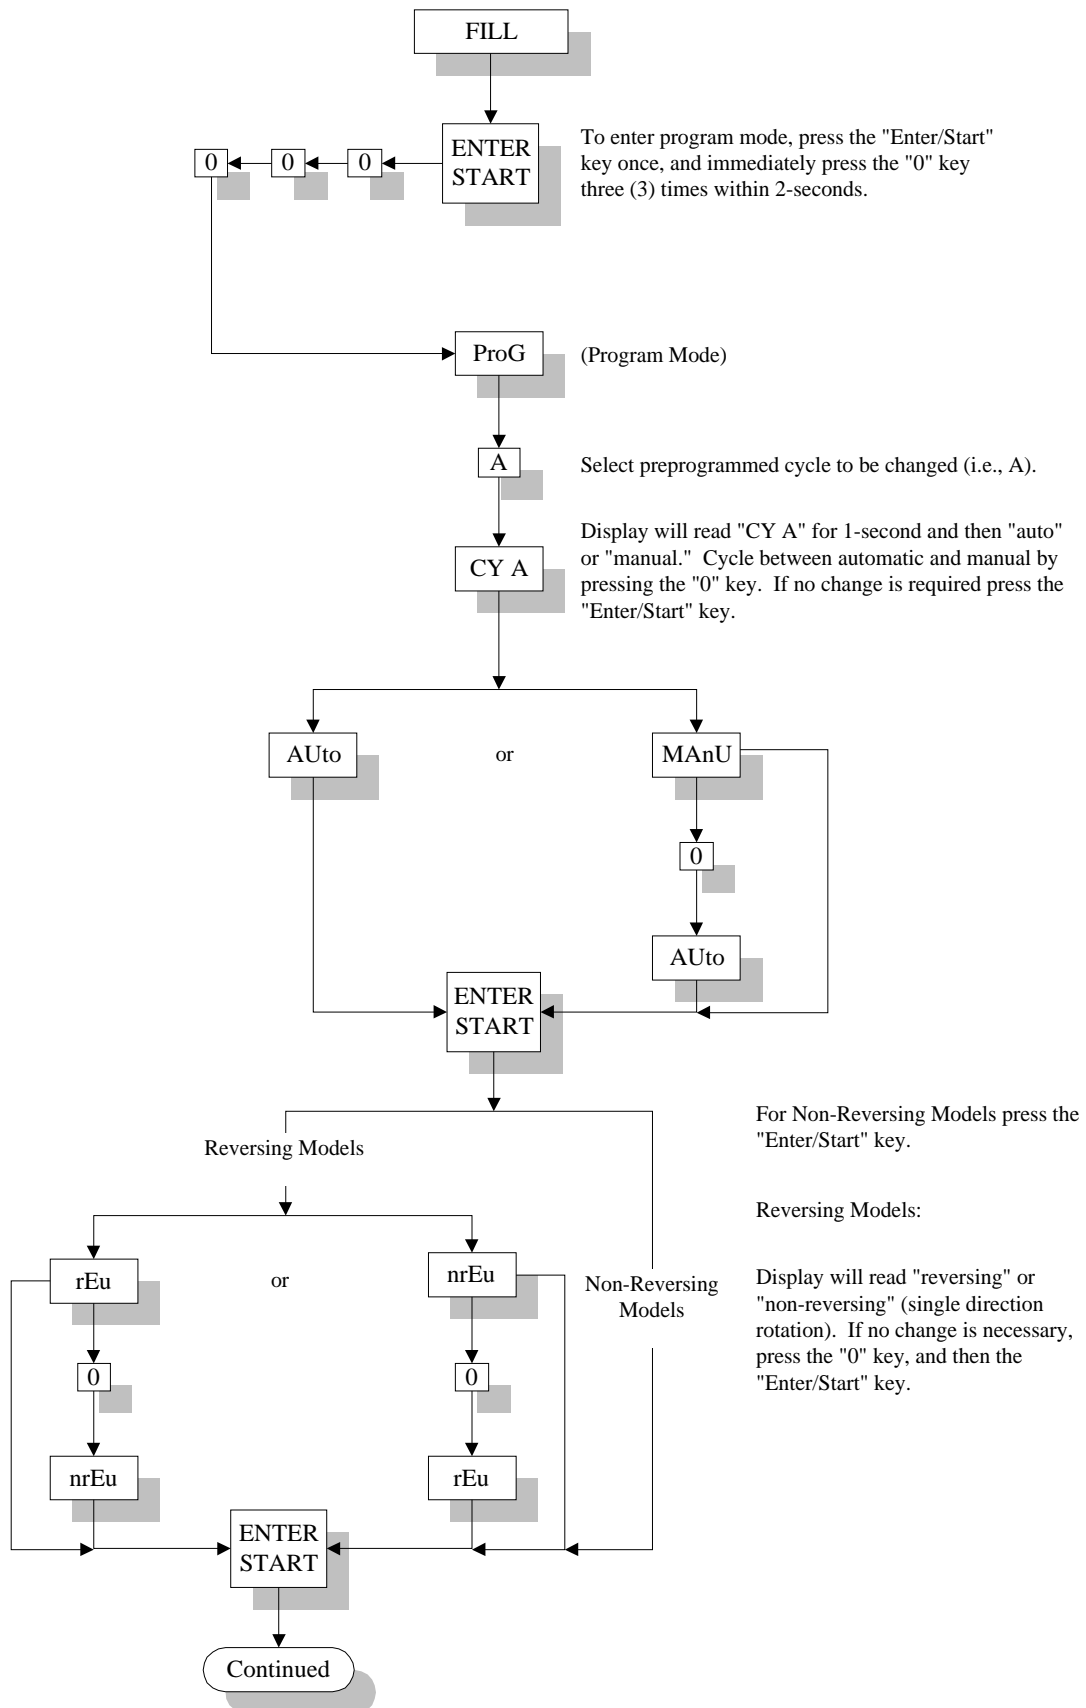 FILL
ENTER
START
0
0
0
To enter program mode, press the "Enter/Start"
key once, and immediately press the "0" key
three (3) times within 2-seconds.
ProG
(Program Mode)
A
Select preprogrammed cycle to be changed (i.e., A).
CY A
Display will read "CY A" for 1-second and then "auto"
or "manual."  Cycle between automatic and manual by
pressing the "0" key.  If no change is required press the
"Enter/Start" key.
AUto
or
MAnU
0
AUto
ENTER
START
For Non-Reversing Models press the
"Enter/Start" key.
Reversing Models
Reversing Models:
rEu
or
nrEu
Non-Reversing
Models
Display will read "reversing" or
"non-reversing" (single direction
rotation).  If no change is necessary,
press the "0" key, and then the
"Enter/Start" key.
0
0
nrEu
rEu
ENTER
START
Continued